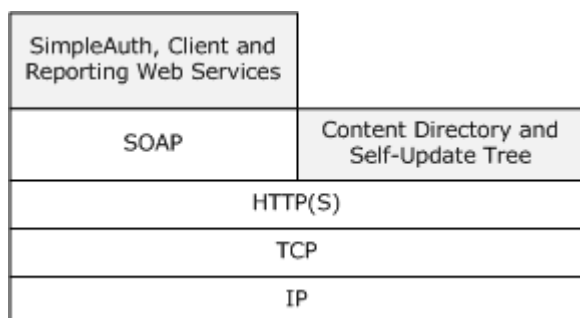 SimpleAuth, Client and
Reporting Web Services
SOAP
Content Directory and
Self-Update Tree
HTTP(S)
TCP
IP